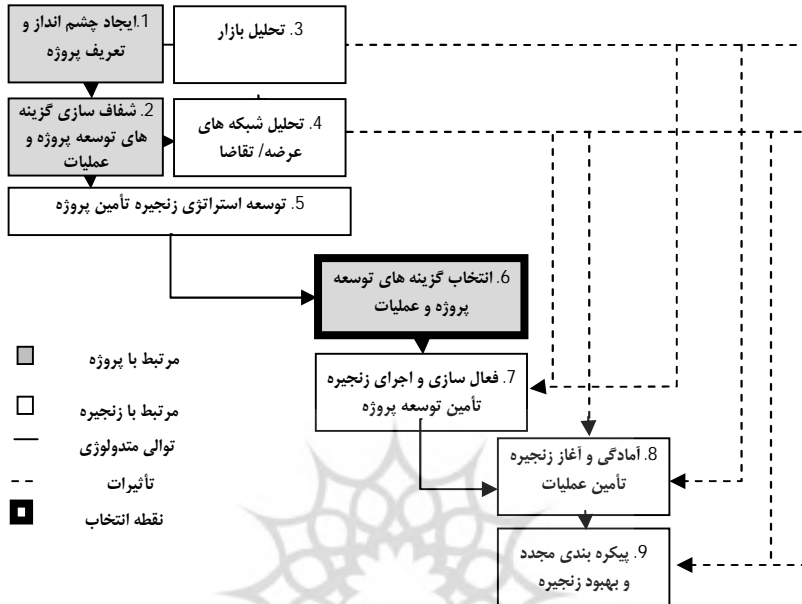 1.ایجاد چشم انداز و
تعریف پروژه
3. تحلیل بازار
2. شفاف سازی گزینه
های توسعه پروژه و
عملیات
4. تحلیل شبکه های
عرضه/ تقاضا
5. توسعه استراتژی زنجیره تأمین پروژه
6. انتخاب گزینه های توسعه
پروژه و عملیات
7. فعال سازی و اجرای زنجیره
تأمین توسعه پروژه
8. آمادگی و آغاز زنجیره
تأمین عملیات
9. پیکره بندی مجدد
و بهبود زنجیره
مرتبط با پروژه
مرتبط با زنجیره
توالی متدولوژی
تأثیرات
نقطه انتخاب